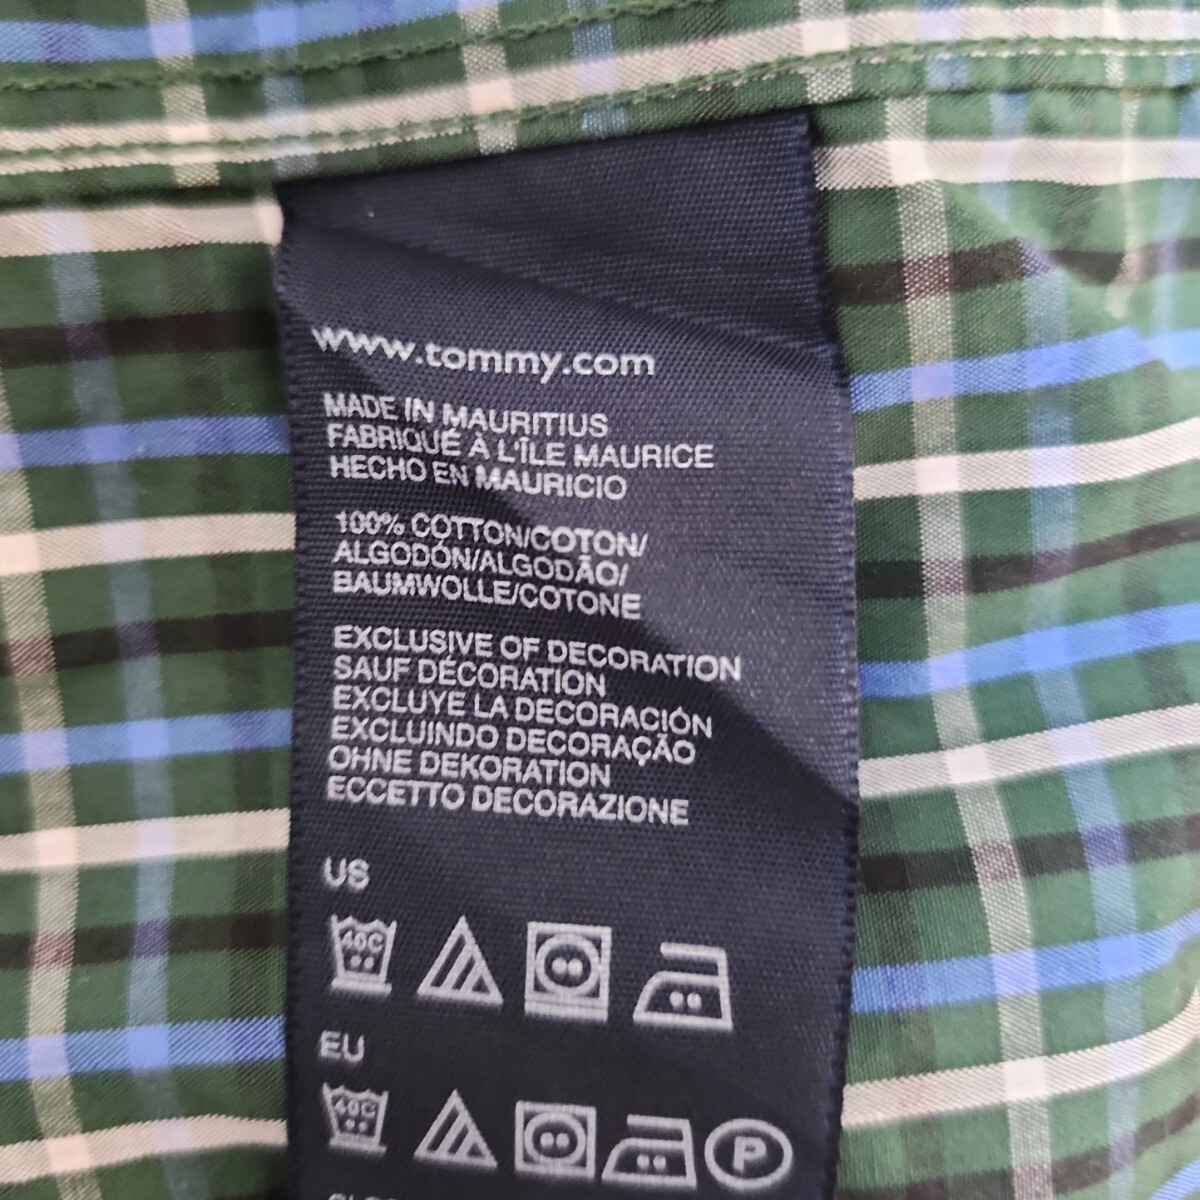 www.tommy.com
MADE IN MAURITIUS
FABRIQUÉ À L'ÎLE MAURICE
HECHO EN MAURICIO
100% COTTON/COTON/
ALGODÓN/ALGODÃO/
BAUMWOLLE/COTONE
EXCLUSIVE OF DECORATION
SAUF DÉCORATION
EXCLUYE LA DECORACIÓN
EXCLUINDO DECORAÇÃO
OHNE DEKORATION
ECCETTO DECORAZIONE
US
40C
EU
40C P